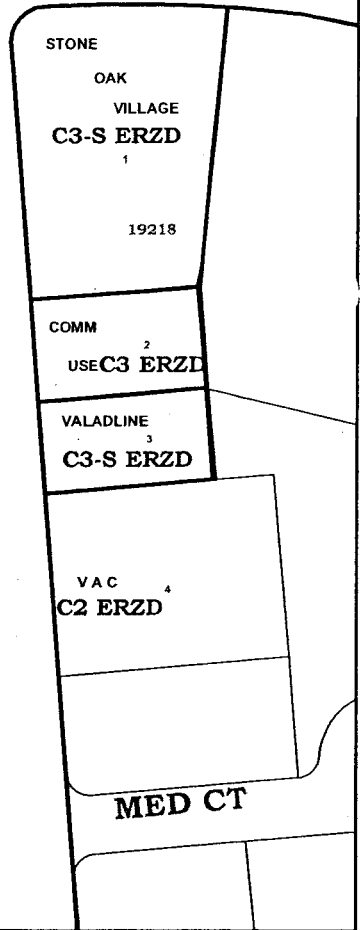 STONE
OAK
VILLAGE
C3-S ERZD
1
19218
COMM
2
USE C3 ERZD
VALADLINE
3
C3-S ERZD
VAC
4
C2 ERZD
MED CT